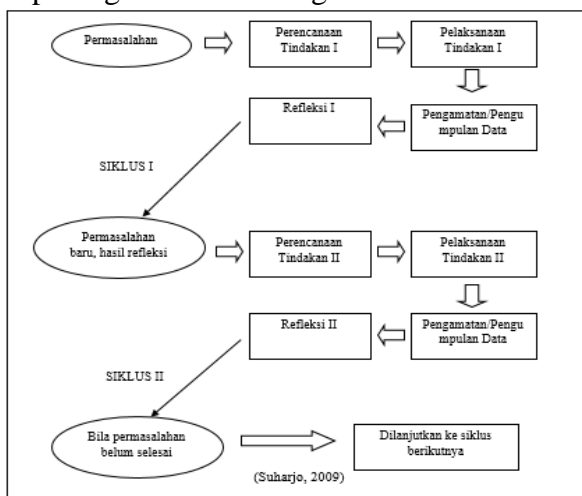 Permasalahan
Perencanaan
Tindakan I
Pelaksanaan
Tindakan I
Refleksi I
Pengamatan/Pengu
mpulan Data
SIKLUS I
Permasalahan
baru, hasil refleksi
Perencanaan
Tindakan II
Pelaksanaan
Tindakan II
Refleksi II
Pengamatan/Pengu
mpulan Data
SIKLUS II
Bila permasalahan
belum selesai
Dilanjutkan ke siklus
berikutnya
(Suharjo, 2009)